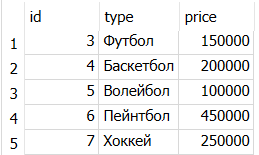 id type price
1 3 Футбол 150000
2 4 Баскетбол 200000
3 5 Волейбол 100000
4 6 Пейнтбол 450000
5 7 Хоккей 250000